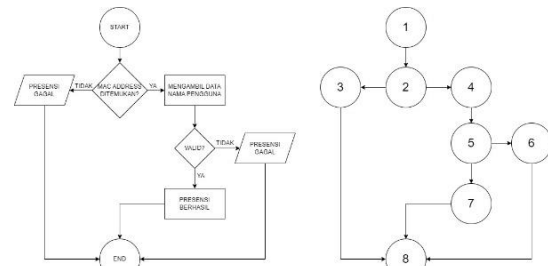 START
MAC ADDRESS
DITEMUKAN?
TIDAK
YA
PRESENSI
GAGAL
MENGAMBIL DATA
NAMA PENGGUNA
VALID?
TIDAK
PRESENSI
GAGAL
YA
PRESENSI
BERHASIL
END
1
3
2
4
5
6
7
8